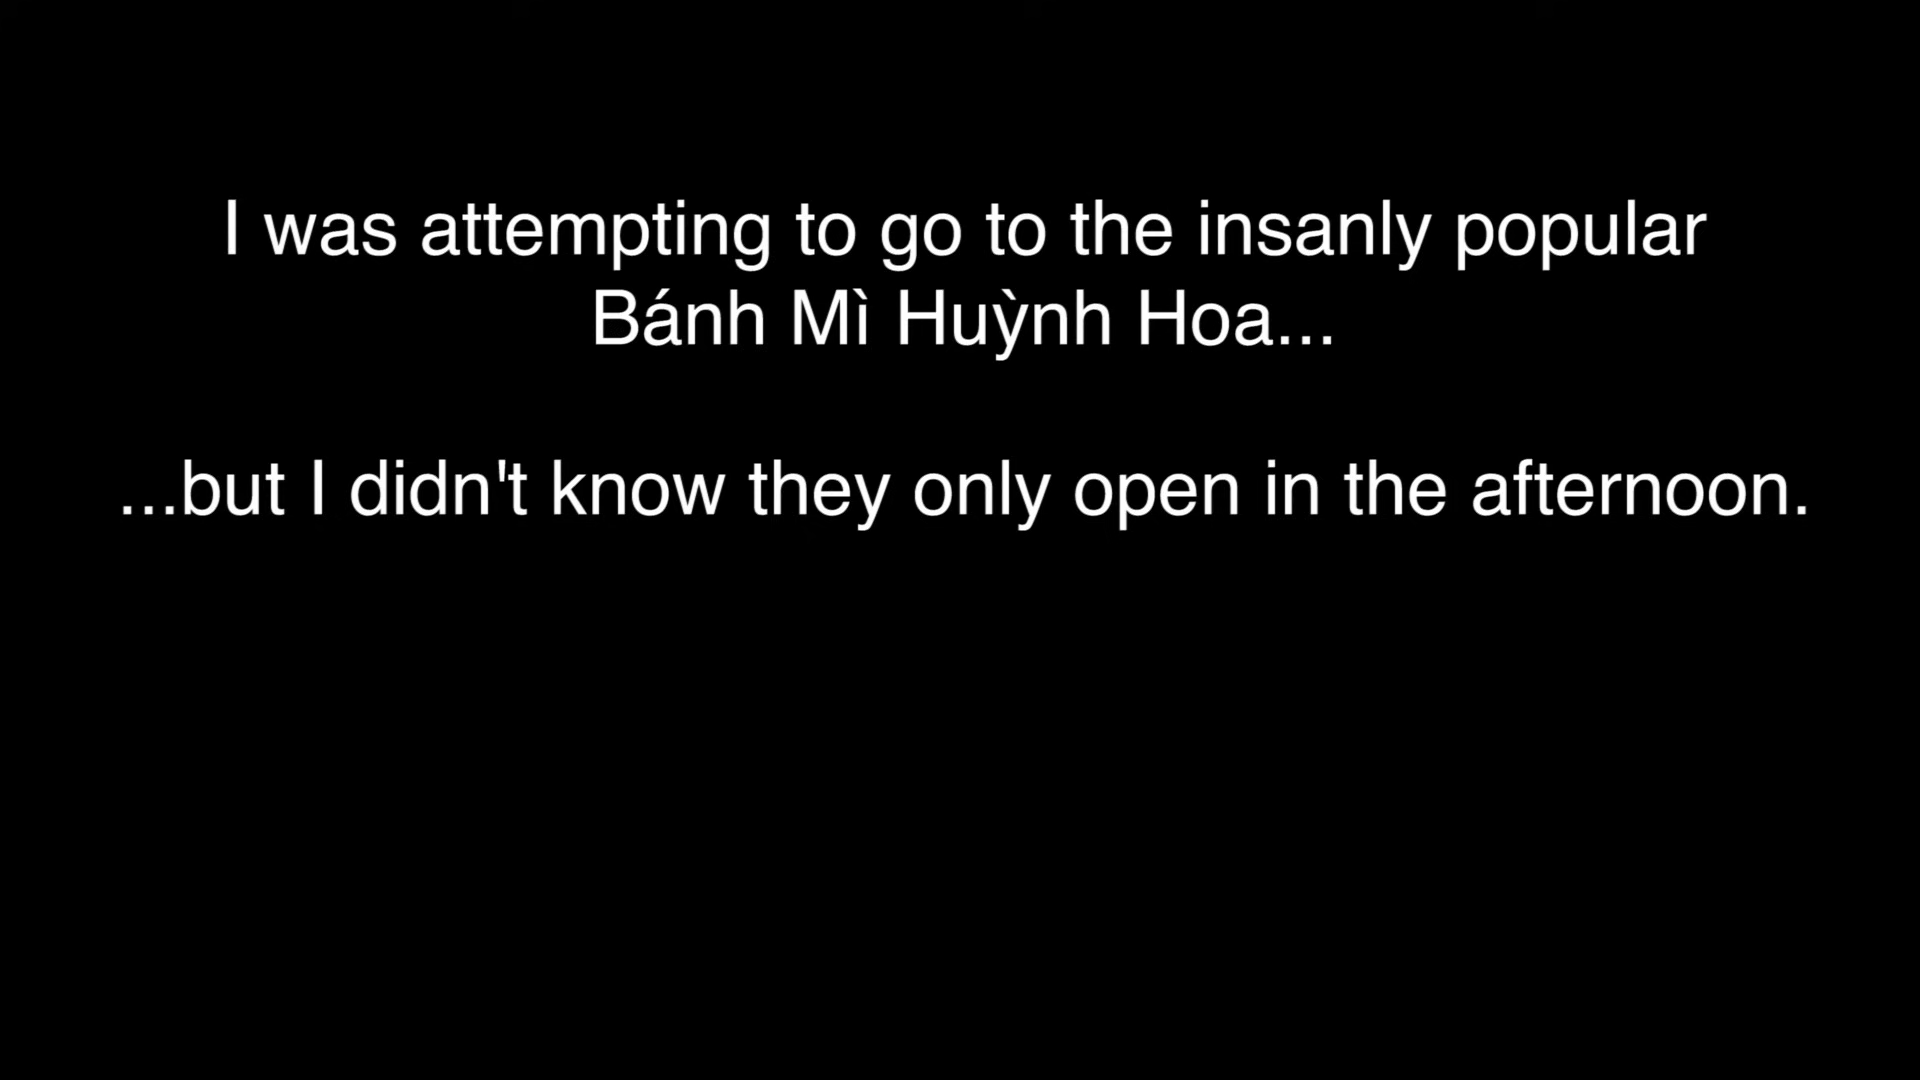 I was attempting to go to the insanly popular
Bánh Mì Huỳnh Hoa...
...but I didn't know they only open in the afternoon.